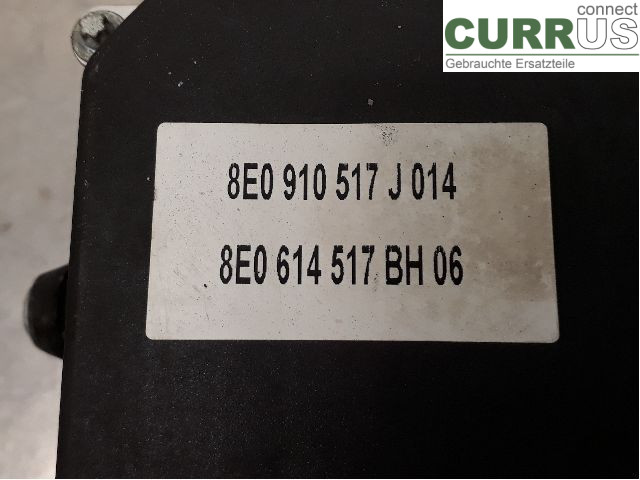 connect
CURRUS
Gebrauchte Ersatzteile
8E0 910 517 J 014
8E0 614 517 BH 06